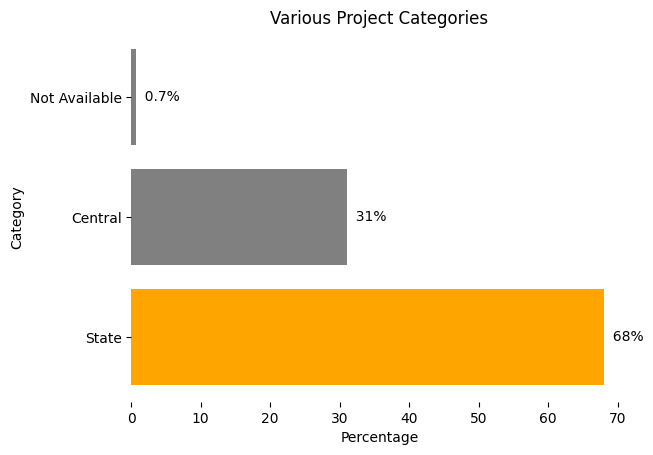 Various Project Categories
Not Available
0.7%
Central
31%
State
68%
Category
0 10 20 30 40 50 60 70
Percentage